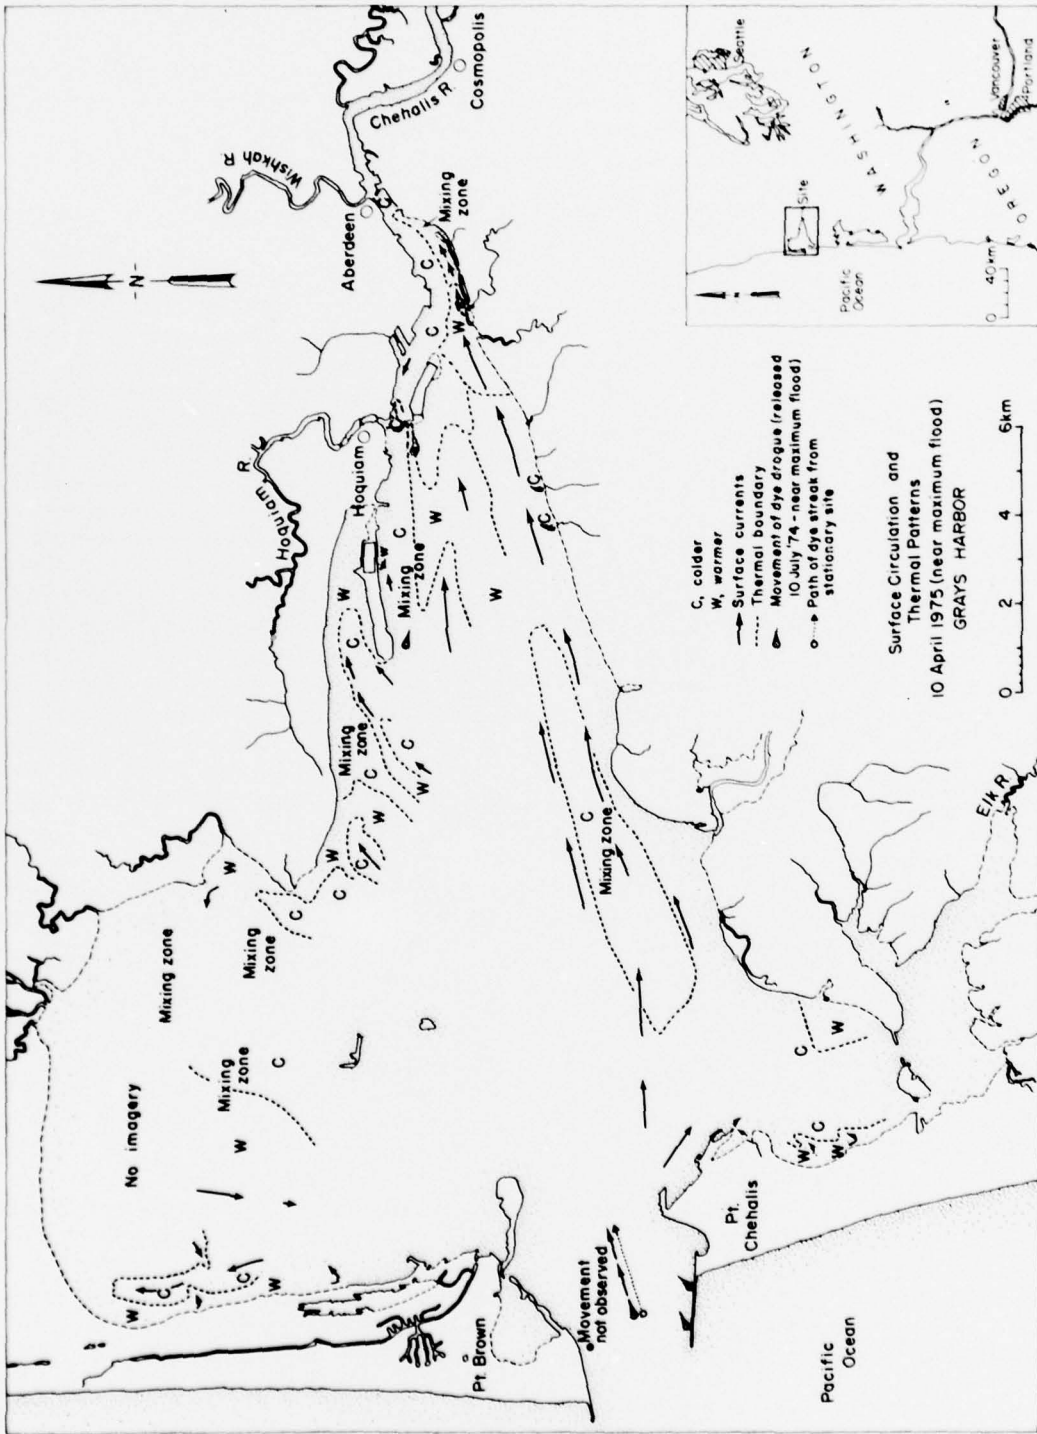 -N-
Wishkah
R.
Chehalis R.
Cosmopolis
Aberdeen
Mixing
zone
C
C
W
Hoquiam
R.
Hoquiam
C
W
W
W
Mixing
zone
W
C
Mixing
zone
C
C
W
W
W
C
W
C
C
Mixing zone
Mixing
zone
Mixing
zone
C
W
No imagery
W
C
C
W
C
Mixing zone
C
C
C
W
W
W
C
Elk R.
Pt. Brown
Movement
not observed
Pt.
Chehalis
Pacific
Ocean
C, colder
W, warmer
Surface currents
Thermal boundary
Movement of dye drogue (released
10 July '74 - near maximum flood)
Path of dye streak from
stationary site
Surface Circulation and
Thermal Patterns
10 April 1975 (near maximum flood)
GRAYS HARBOR
0 2 4 6km
Seattle
WASHINGTON
Site
Vancouver
Portland
OREGON
Pacific
Ocean
N
0 40km